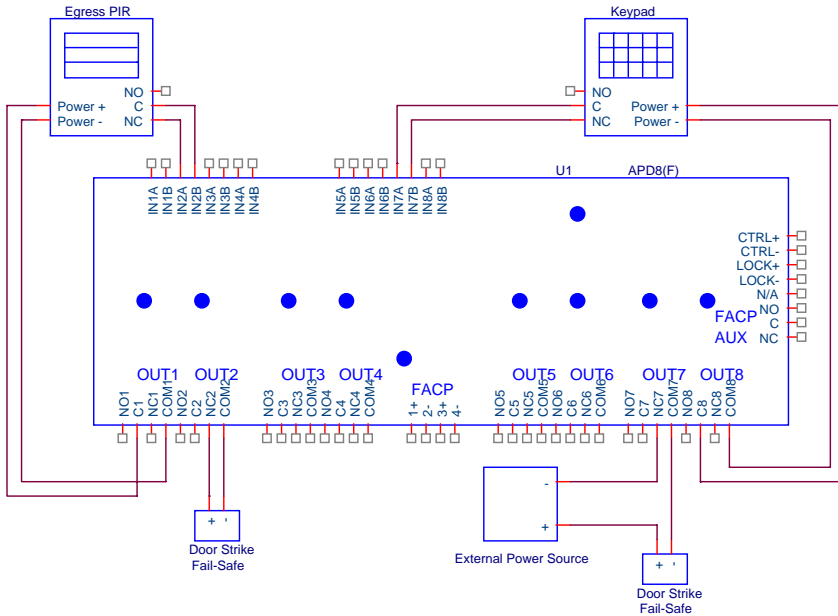 Egress PIR
Keypad
NO
C
NC
Power +
Power -
NO
C
NC
Power +
Power -
IN1A
IN1B
IN2A
IN2B
IN3A
IN3B
IN4A
IN4B
IN5A
IN5B
IN6A
IN6B
IN7A
IN7B
IN8A
IN8B
U1
APD8(F)
CTRL+
CTRL-
LOCK+
LOCK-
N/A
NO
C
NC
FACP
AUX
OUT1
OUT2
OUT3
OUT4
FACP
OUT5
OUT6
OUT7
OUT8
NO1
C1
NC1
COM1
NO2
C2
NC2
COM2
NO3
C3
NC3
COM3
NO4
C4
NC4
COM4
1+
2-
3+
4-
NO5
C5
NC5
COM5
NO6
C6
NC6
COM6
NO7
C7
NC7
COM7
NO8
C8
NC8
COM8
+ -
Door Strike
Fail-Safe
-
+
External Power Source
+ -
Door Strike
Fail-Safe